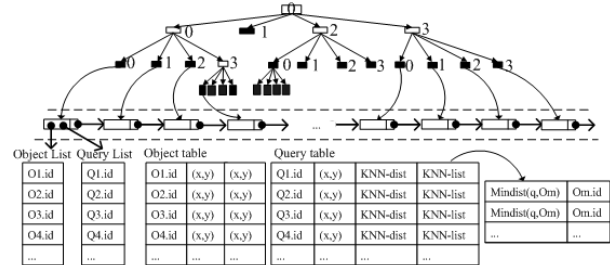 0
0 1 2 3
0 1 2 3 0 1 2 3 0 1 2 3
...
Object List Query List Object table Query table
O1.id Q1.id O1.id (x,y) (x,y) Q1.id (x,y) KNN-dist KNN-list
O2.id Q2.id O2.id (x,y) (x,y) Q2.id (x,y) KNN-dist KNN-list Mindist(q,Om) Om.id
O3.id Q3.id O3.id (x,y) (x,y) Q3.id (x,y) KNN-dist KNN-list Mindist(q,Om) Om.id
O4.id Q4.id O4.id (x,y) (x,y) Q4.id (x,y) KNN-dist KNN-list ... ...
... ... ... ...